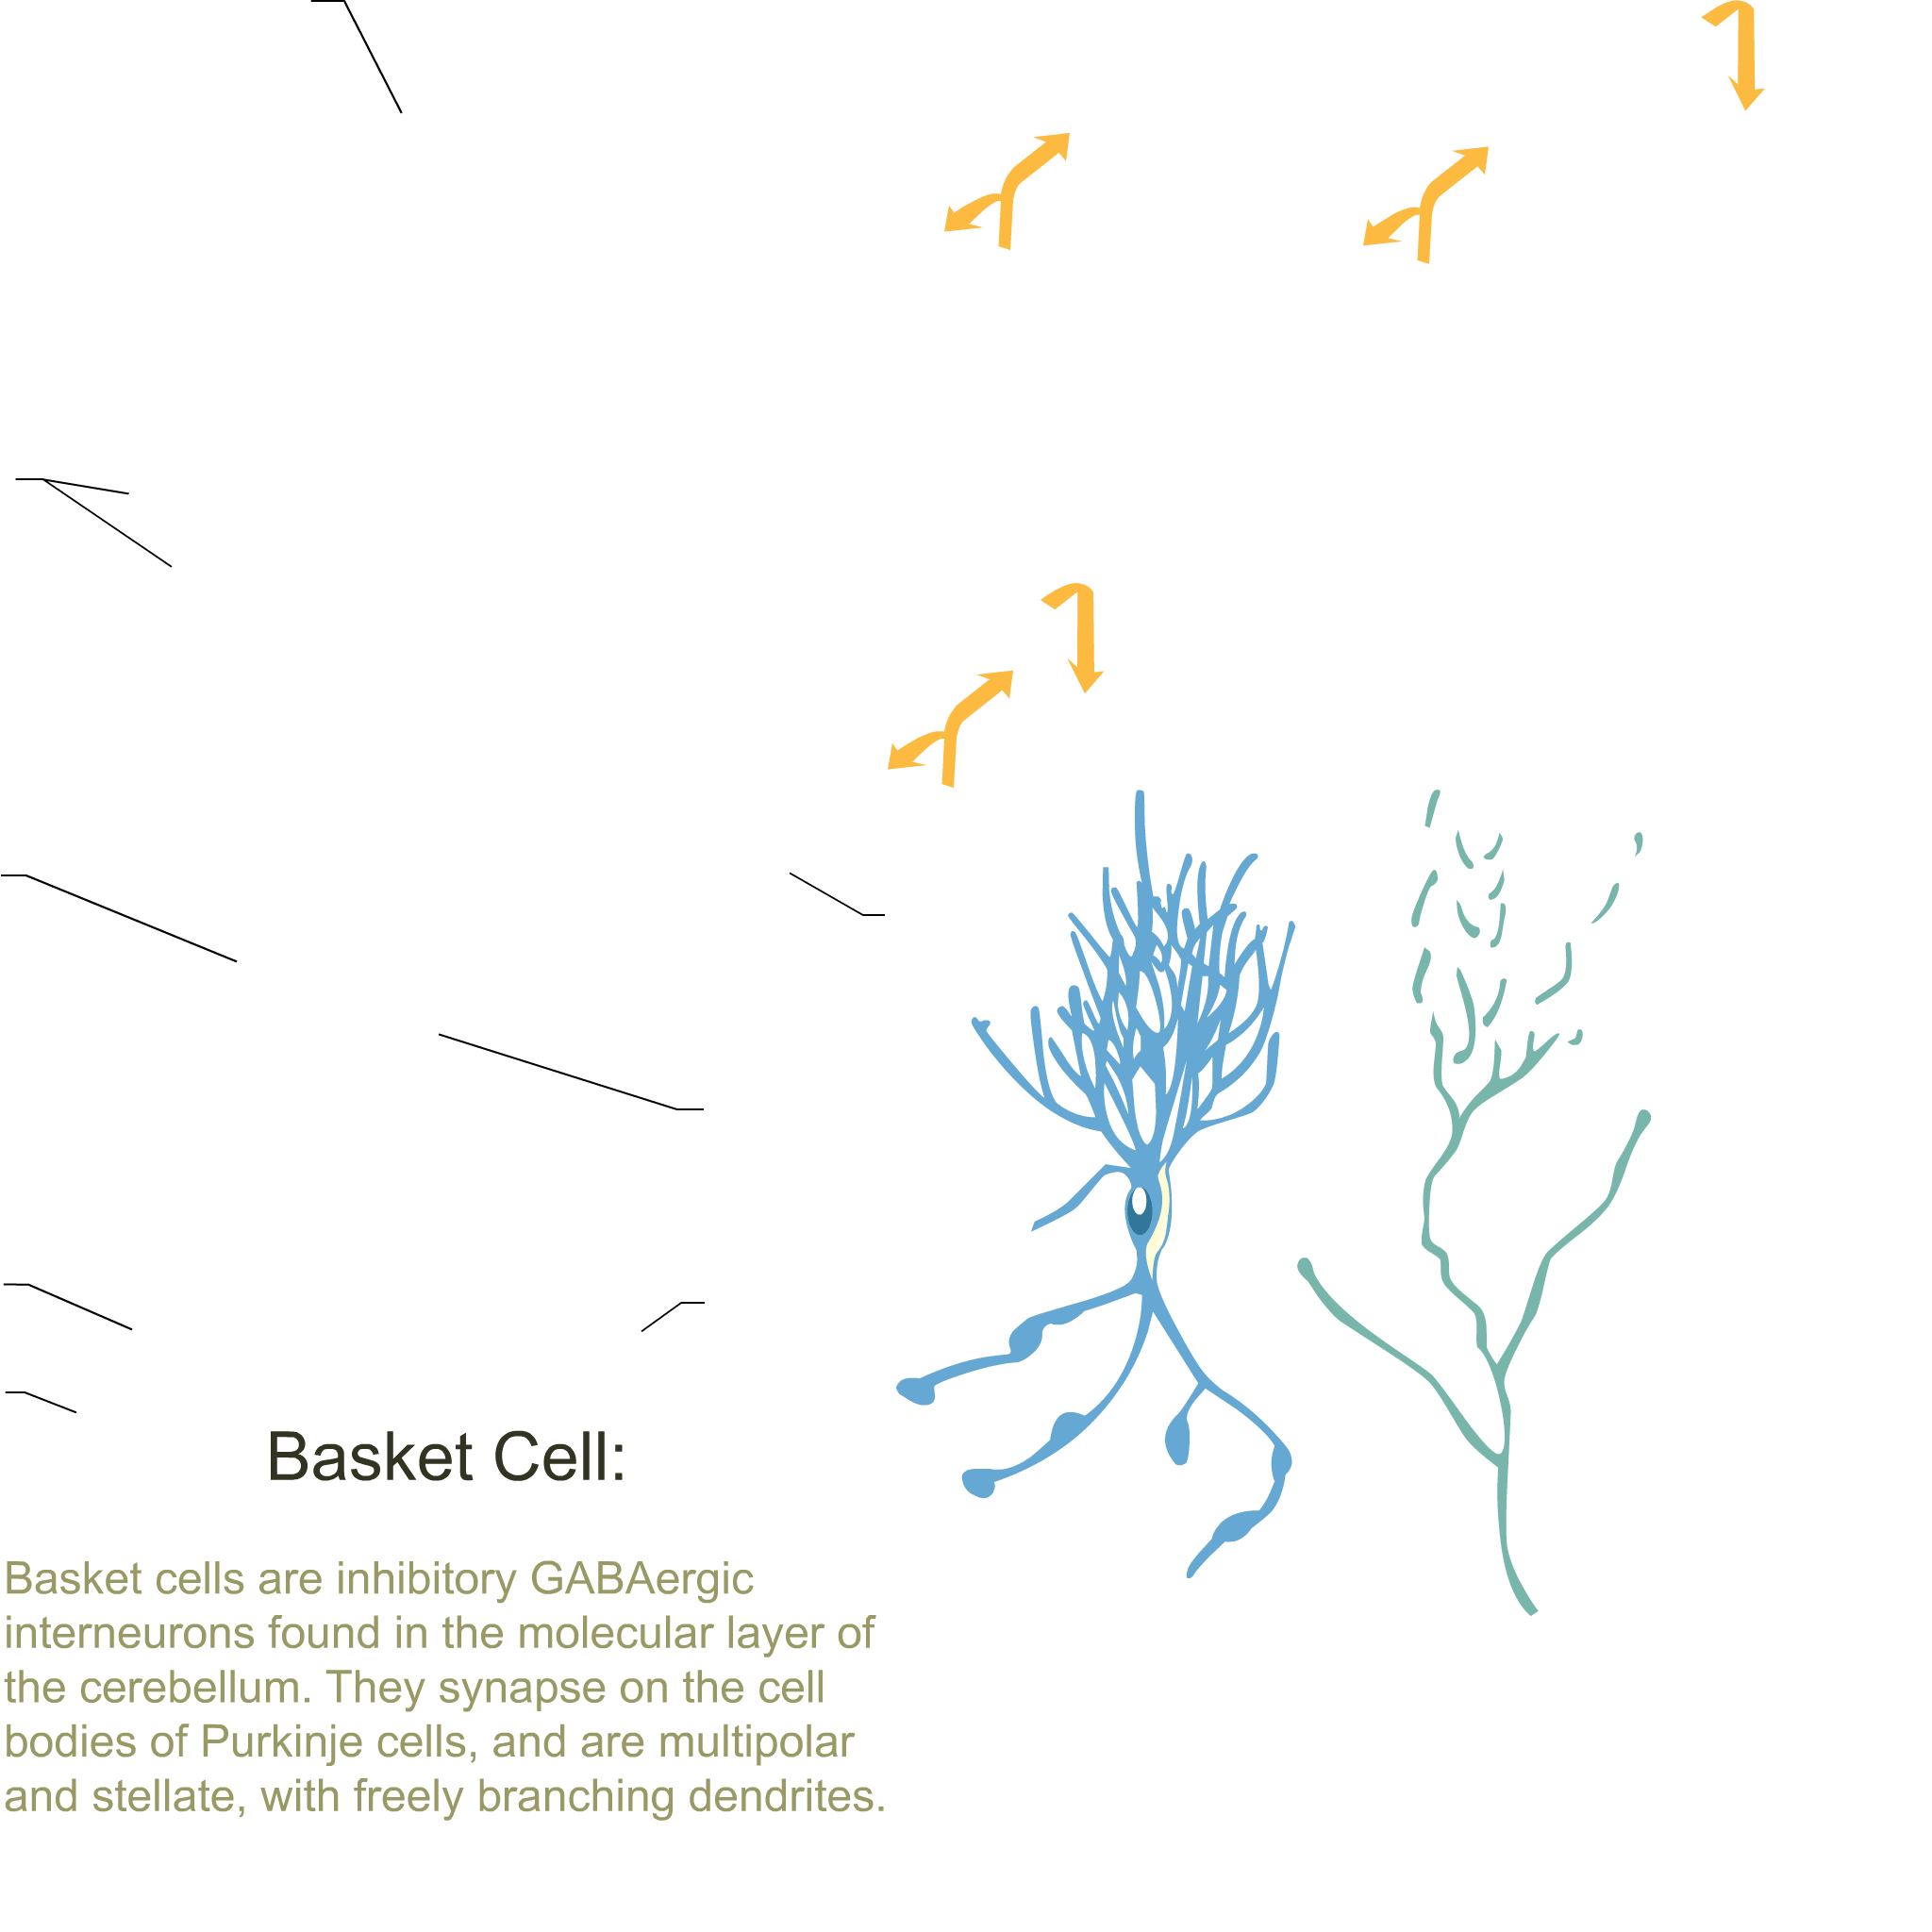 Basket Cell:
Basket cells are inhibitory GABAergic
interneurons found in the molecular layer of
the cerebellum. They synapse on the cell
bodies of Purkinje cells, and are multipolar
and stellate, with freely branching dendrites.